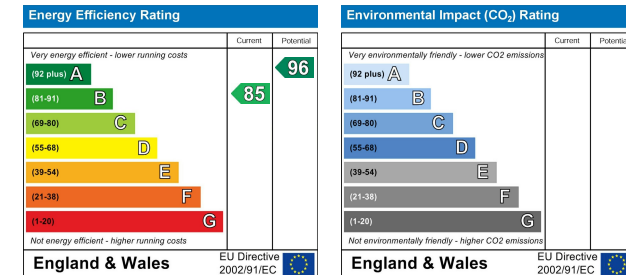 Energy Efficiency Rating
Current Potential
Very energy efficient - lower running costs
(92 plus) A
96
(81-91) B
85
(69-80) C
(55-68) D
(39-54) E
(21-38) F
(1-20) G
Not energy efficient - higher running costs
England & Wales
EU Directive
2002/91/EC
Environmental Impact (CO₂) Rating
Current Potential
Very environmentally friendly - lower CO2 emissions
(92 plus) A
(81-91) B
(69-80) C
(55-68) D
(39-54) E
(21-38) F
(1-20) G
Not environmentally friendly - higher CO2 emissions
England & Wales
EU Directive
2002/91/EC